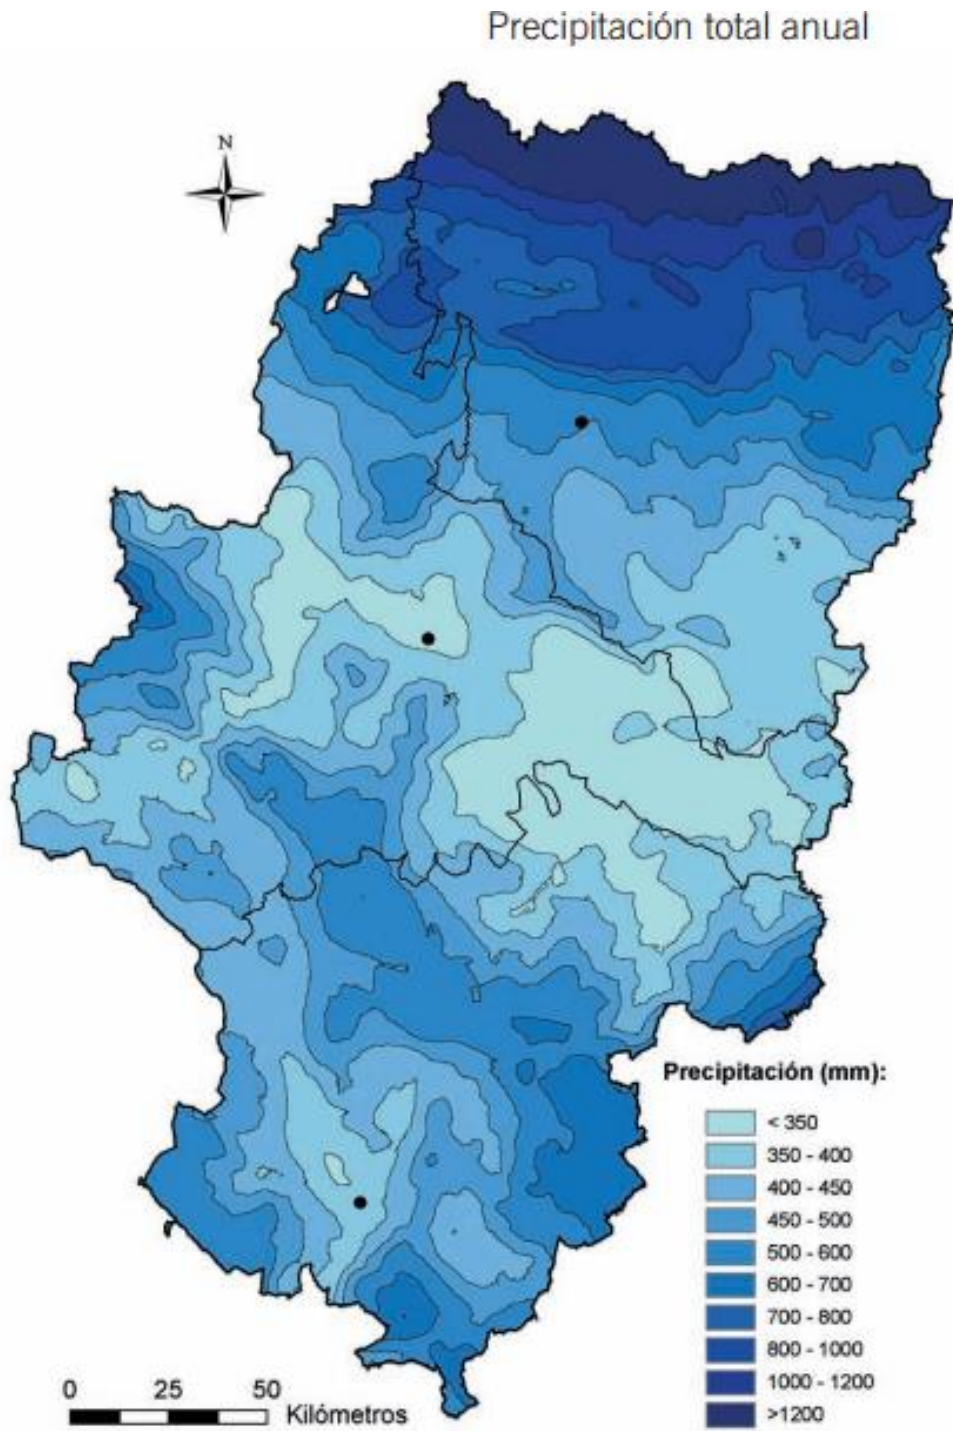 Precipitación total anual
N
Precipitación (mm):
< 350
350 - 400
400 - 450
450 - 500
500 - 600
600 - 700
700 - 800
800 - 1000
1000 - 1200
>1200
0 25 50
Kilómetros